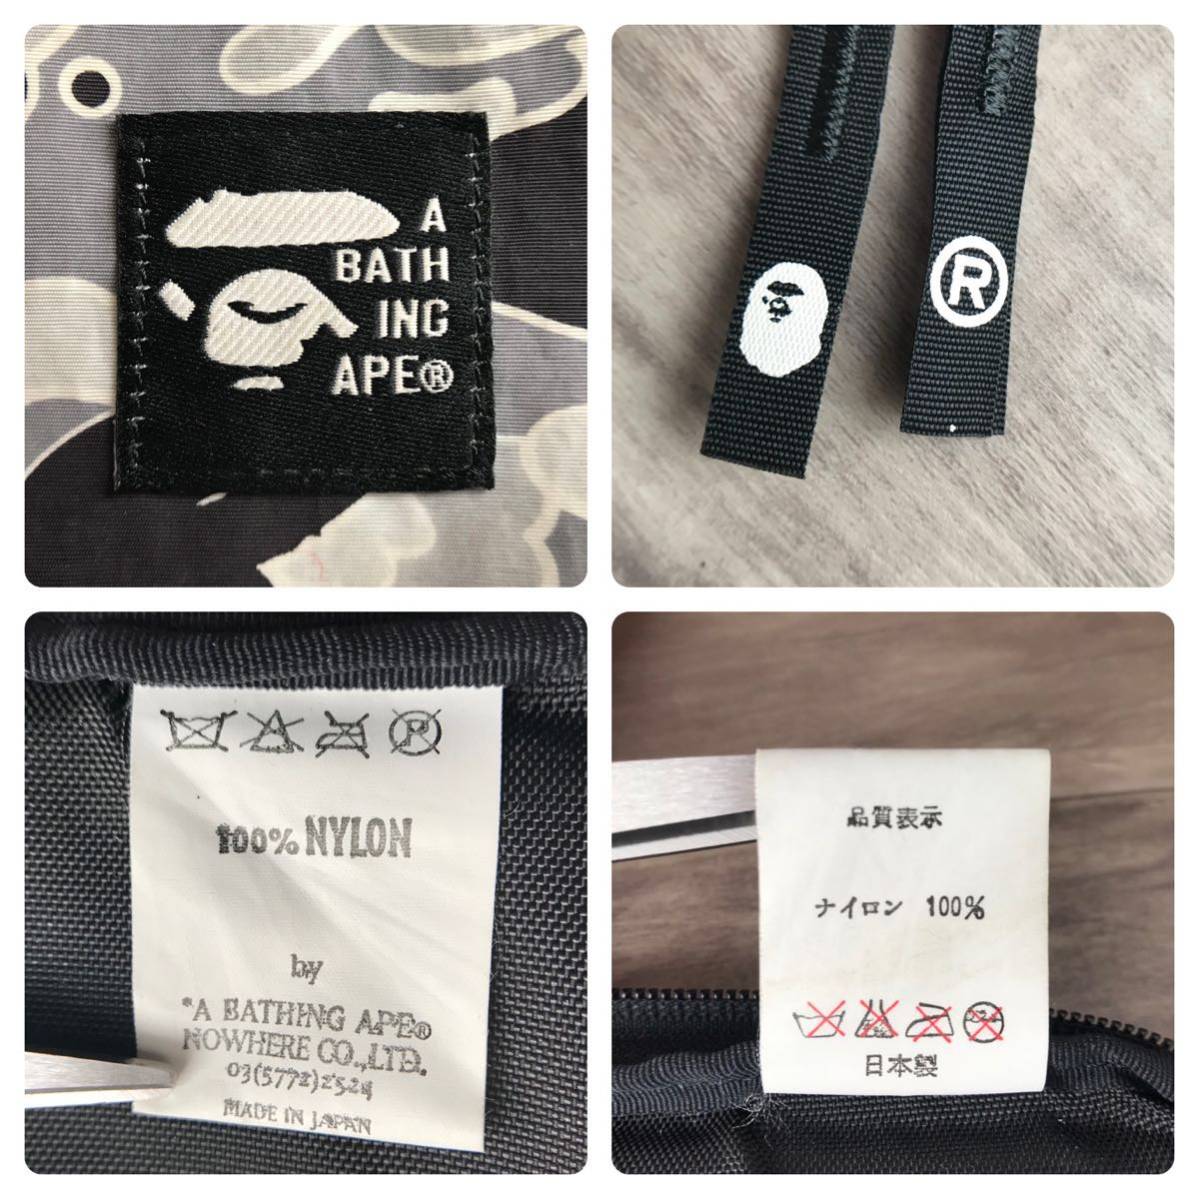 A
BATH
ING
APE®
R
P
100% NYLON
by
"A BATHING APE®
NOWHERE CO.,LTD.
03(5772)2524
MADE IN JAPAN
品質表示
ナイロン 100%
日本製